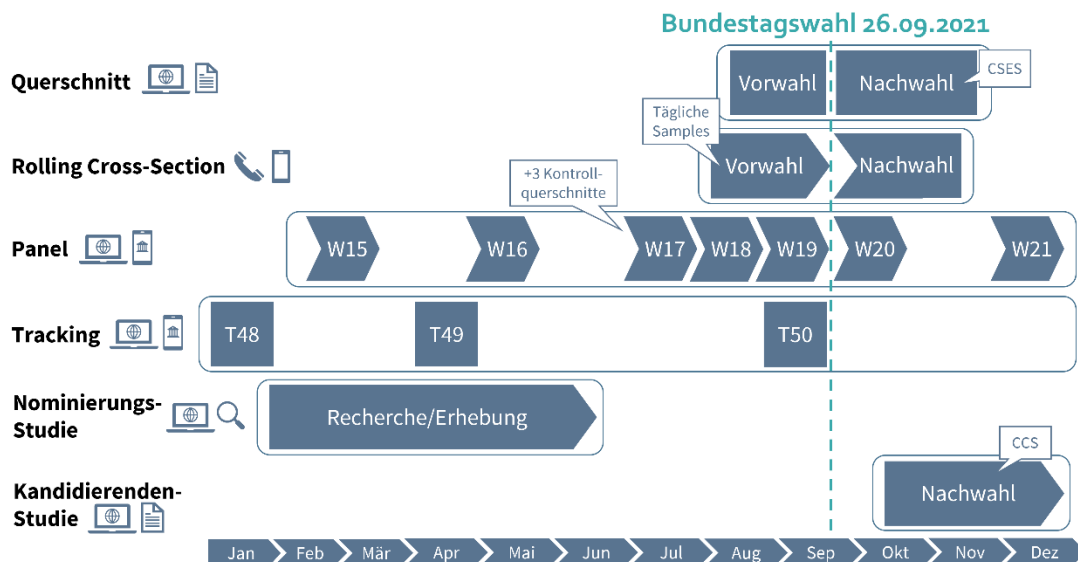 Bundestagswahl 26.09.2021
Querschnitt
Vorwahl
Nachwahl
CSES
Rolling Cross-Section
Tägliche
Samples
Vorwahl
Nachwahl
+3 Kontroll-
querschnitte
Panel
W15
W16
W17
W18
W19
W20
W21
Tracking
T48
T49
T50
Nominierungs-
Studie
Recherche/Erhebung
Kandidierenden-
Studie
CCS
Nachwahl
Jan
Feb
Mär
Apr
Mai
Jun
Jul
Aug
Sep
Okt
Nov
Dez